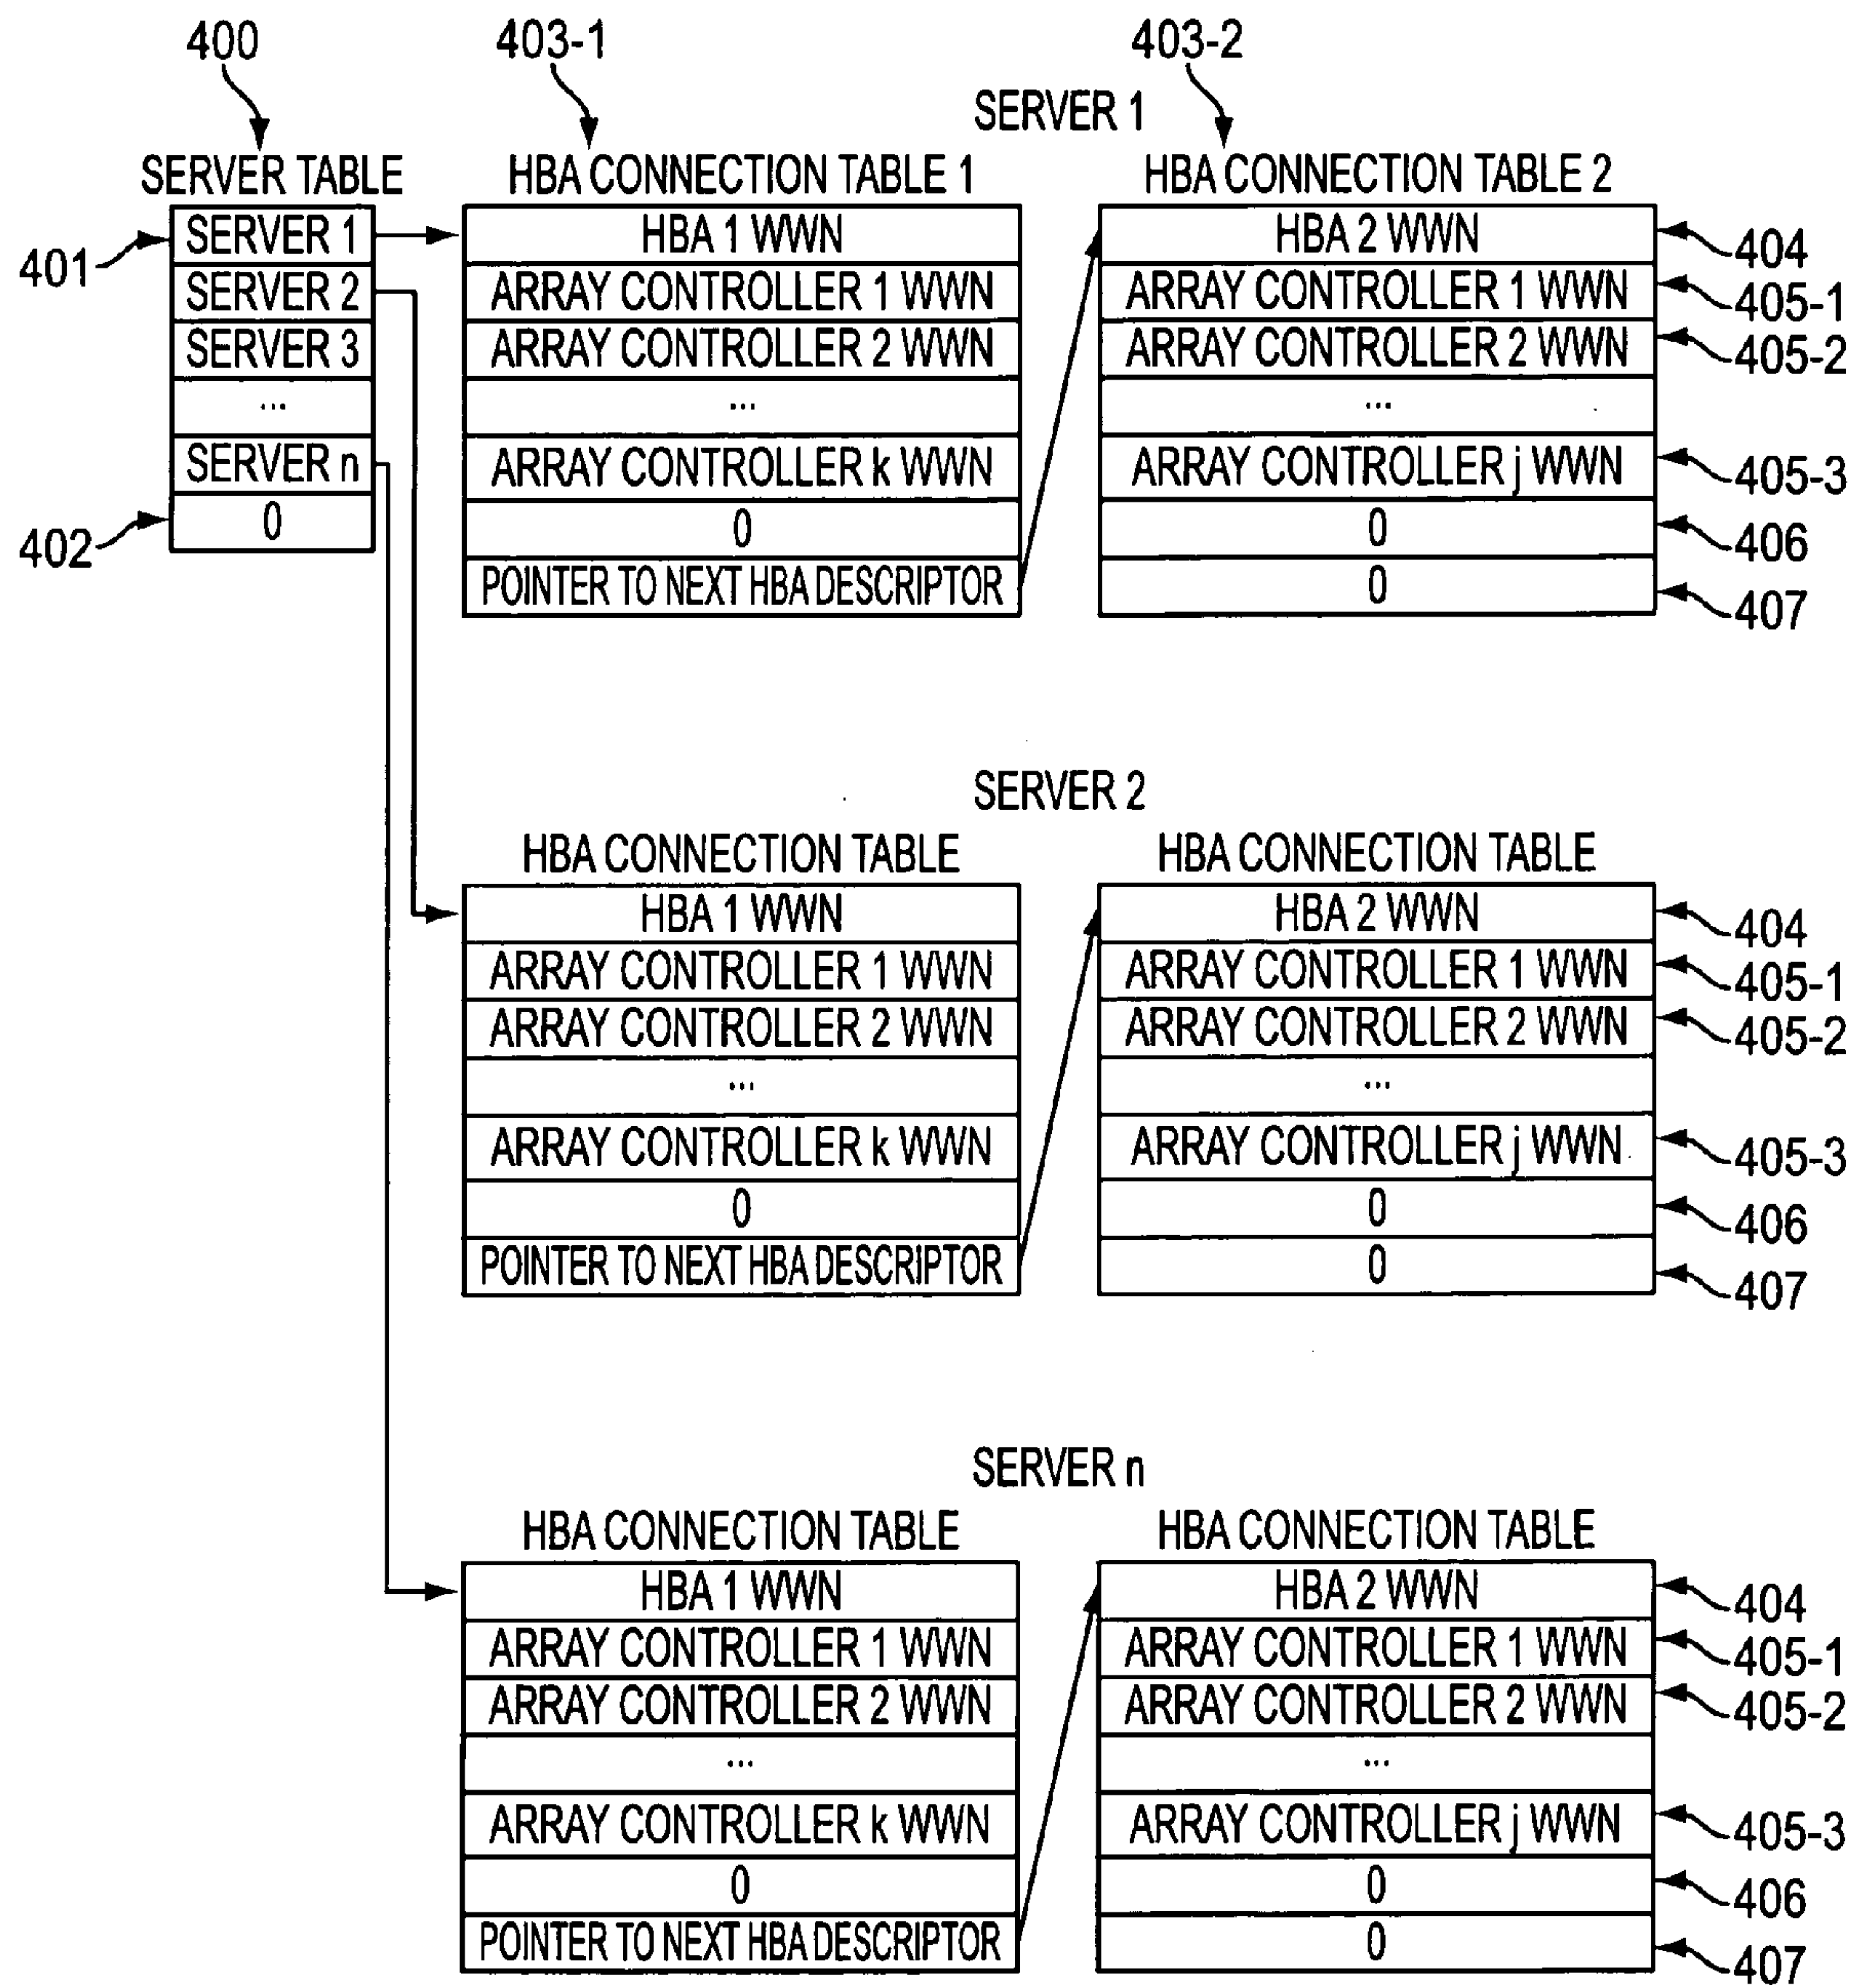 400 403-1 403-2
SERVER 1
SERVER TABLE HBA CONNECTION TABLE 1 HBA CONNECTION TABLE 2
SERVER 1 HBA 1 WWN HBA 2 WWN 404
401 SERVER 2 ARRAY CONTROLLER 1 WWN ARRAY CONTROLLER 1 WWN 405-1
SERVER 3 ARRAY CONTROLLER 2 WWN ARRAY CONTROLLER 2 WWN 405-2
... ... ...
SERVER n ARRAY CONTROLLER k WWN ARRAY CONTROLLER j WWN 405-3
402 0 0 0 406
POINTER TO NEXT HBA DESCRIPTOR 0 407
SERVER 2
HBA CONNECTION TABLE HBA CONNECTION TABLE
HBA 1 WWN HBA 2 WWN 404
ARRAY CONTROLLER 1 WWN ARRAY CONTROLLER 1 WWN 405-1
ARRAY CONTROLLER 2 WWN ARRAY CONTROLLER 2 WWN 405-2
... ...
ARRAY CONTROLLER k WWN ARRAY CONTROLLER j WWN 405-3
0 0 406
POINTER TO NEXT HBA DESCRIPTOR 0 407
SERVER n
HBA CONNECTION TABLE HBA CONNECTION TABLE
HBA 1 WWN HBA 2 WWN 404
ARRAY CONTROLLER 1 WWN ARRAY CONTROLLER 1 WWN 405-1
ARRAY CONTROLLER 2 WWN ARRAY CONTROLLER 2 WWN 405-2
... ...
ARRAY CONTROLLER k WWN ARRAY CONTROLLER j WWN 405-3
0 0 406
POINTER TO NEXT HBA DESCRIPTOR 0 407